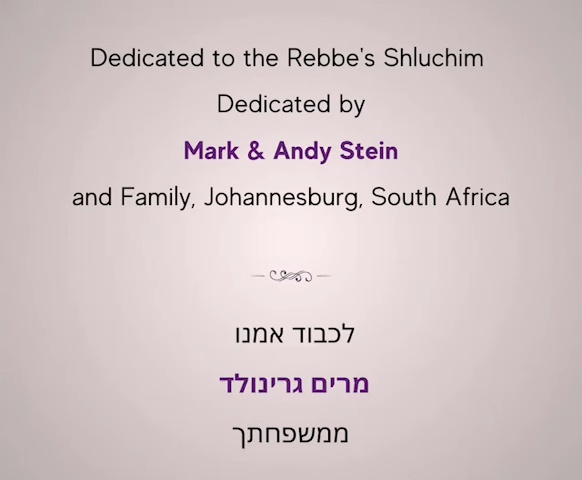 Dedicated to the Rebbe's Shluchim
Dedicated by
Mark & Andy Stein
and Family, Johannesburg, South Africa
לכבוד אמנו
מרים גרינולד
ממשפחתך